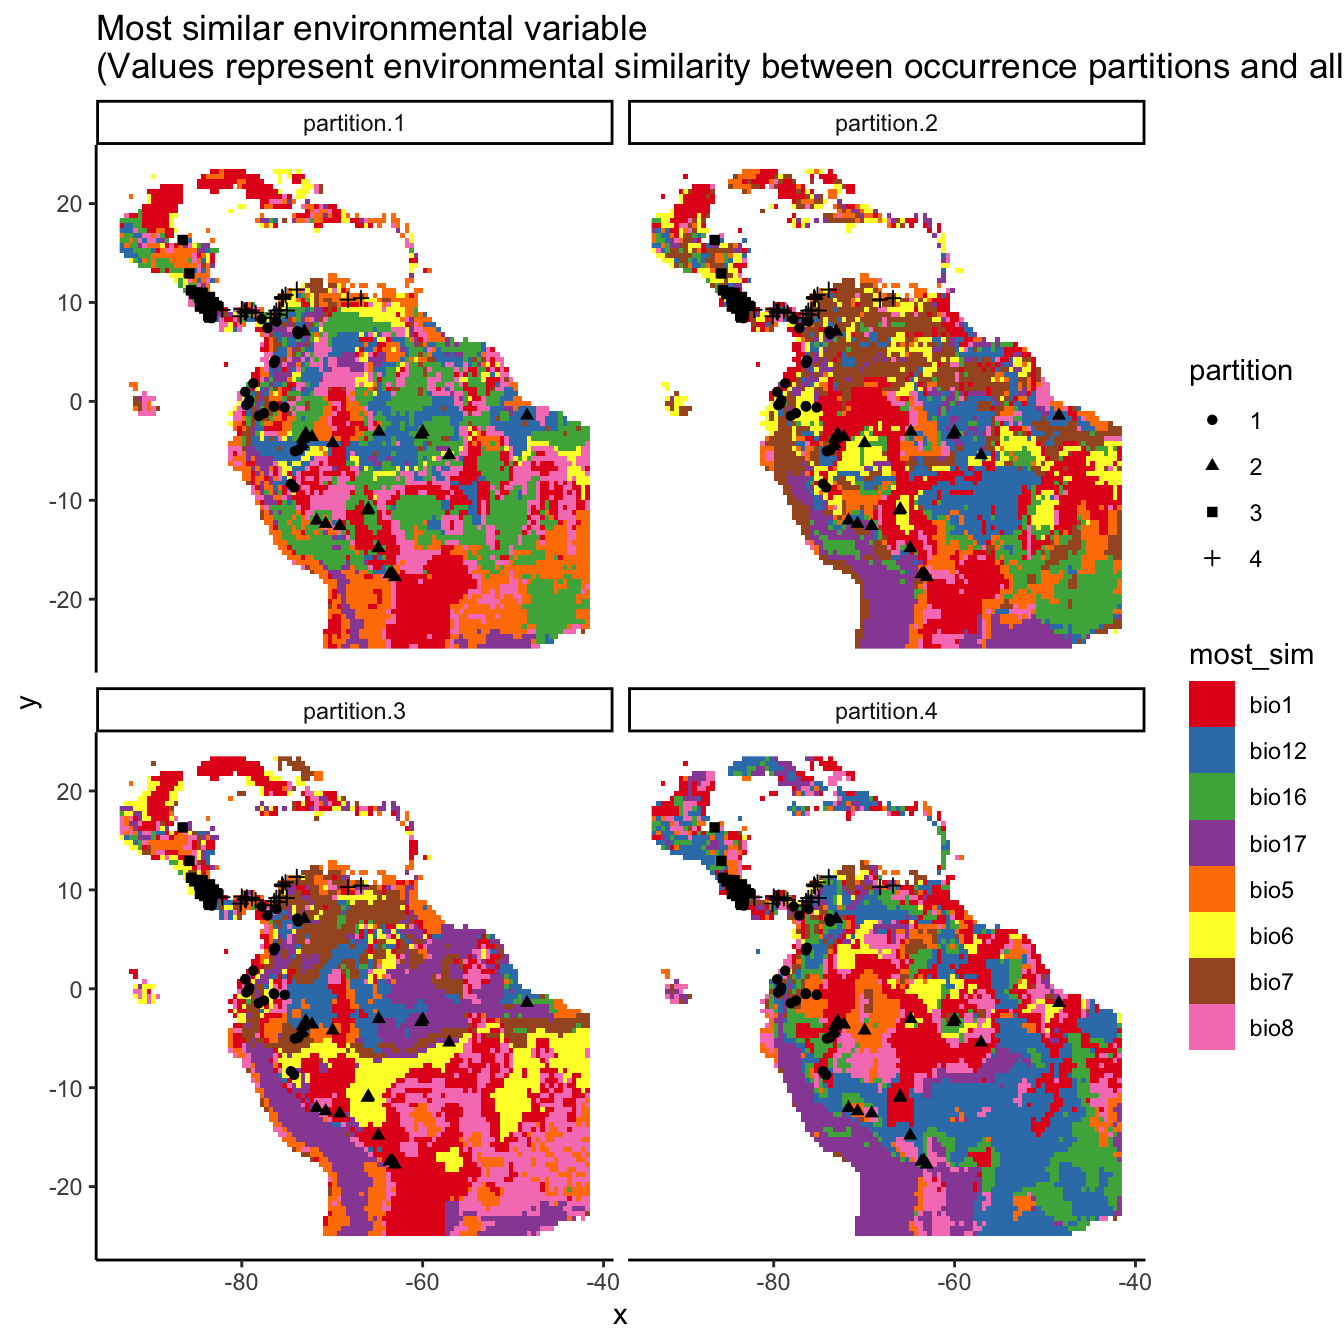 Most similar environmental variable
(Values represent environmental similarity between occurrence partitions and all
partition.1
partition.2
20
10
0
-10
-20
partition.3
partition.4
20
10
0
-10
-20
-80
-60
-40
-80
-60
-40
x
y
partition
1
2
3
4
most_sim
bio1
bio12
bio16
bio17
bio5
bio6
bio7
bio8